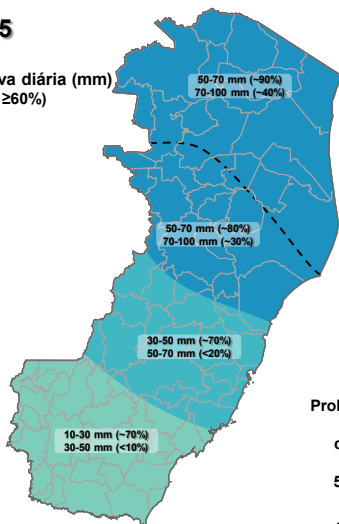 5
va diária (mm)
≥60%)
50-70 mm (~90%)
70-100 mm (~40%)
50-70 mm (~80%)
70-100 mm (~30%)
30-50 mm (~70%)
50-70 mm (<20%)
10-30 mm (~70%)
30-50 mm (<10%)
Prol
5